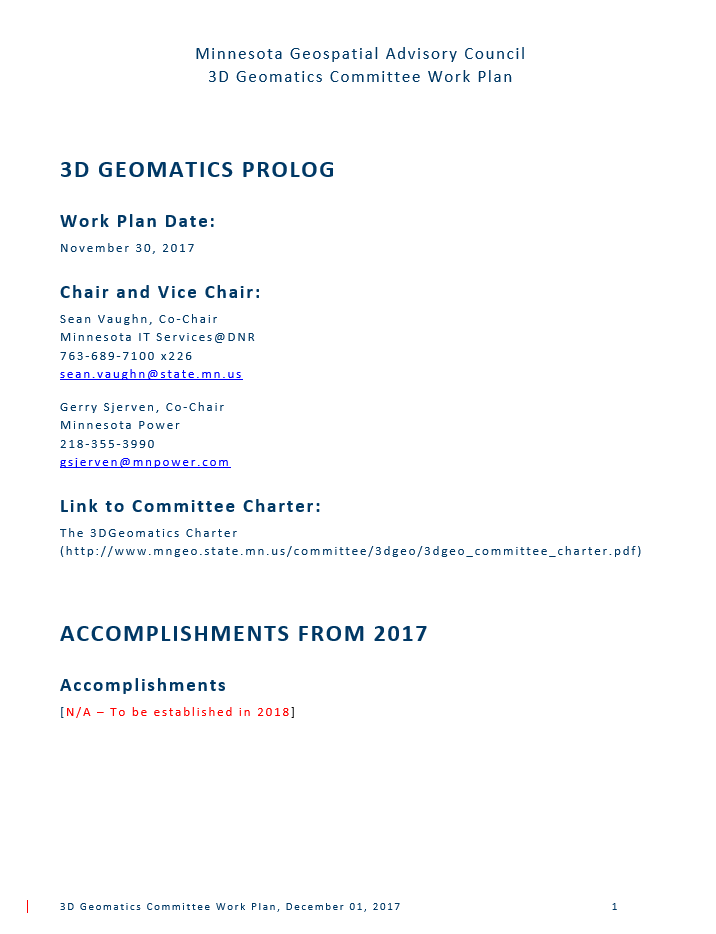 Minnesota Geospatial Advisory Council
3D Geomatics Committee Work Plan
3D GEOMATICS PROLOG
Work Plan Date:
November 30, 2017
Chair and Vice Chair:
Sean Vaughn, Co-Chair
Minnesota IT Services@DNR
763-689-7100 x226
sean.vaughn@state.mn.us
Gerry Sjerven, Co-Chair
Minnesota Power
218-355-3990
gsjerven@mnpower.com
Link to Committee Charter:
The 3DGeomatics Charter
(http://www.mngeo.state.mn.us/committee/3dgeo/3dgeo_committee_charter.pdf)
ACCOMPLISHMENTS FROM 2017
Accomplishments
[N/A – To be established in 2018]
3D Geomatics Committee Work Plan, December 01, 2017 1